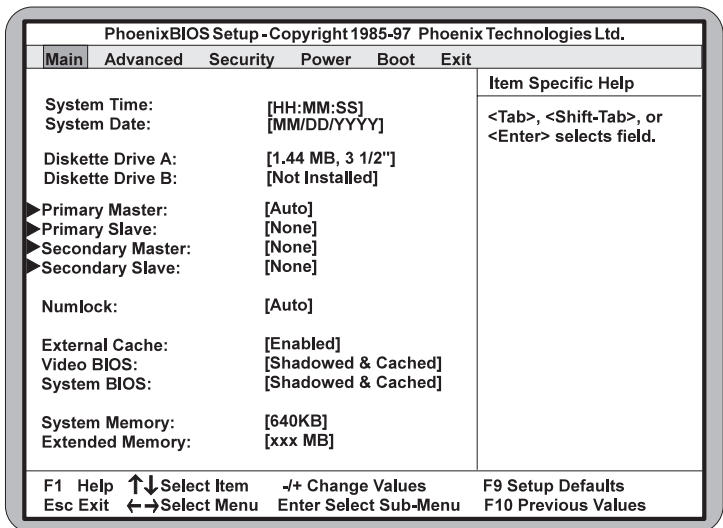 PhoenixBIOS Setup - Copyright 1985-97 Phoenix Technologies Ltd.
Main Advanced Security Power Boot Exit
Item Specific Help
<Tab>, <Shift-Tab>, or
<Enter> selects field.
System Time: [HH:MM:SS]
System Date: [MM/DD/YYYY]
Diskette Drive A: [1.44 MB, 3 1/2"]
Diskette Drive B: [Not Installed]
▶Primary Master: [Auto]
▶Primary Slave: [None]
▶Secondary Master: [None]
▶Secondary Slave: [None]
Numlock: [Auto]
External Cache: [Enabled]
Video BIOS: [Shadowed & Cached]
System BIOS: [Shadowed & Cached]
System Memory: [640KB]
Extended Memory: [xxx MB]
F1 Help ↑↓Select Item -/+ Change Values F9 Setup Defaults
Esc Exit ←→Select Menu Enter Select Sub-Menu F10 Previous Values